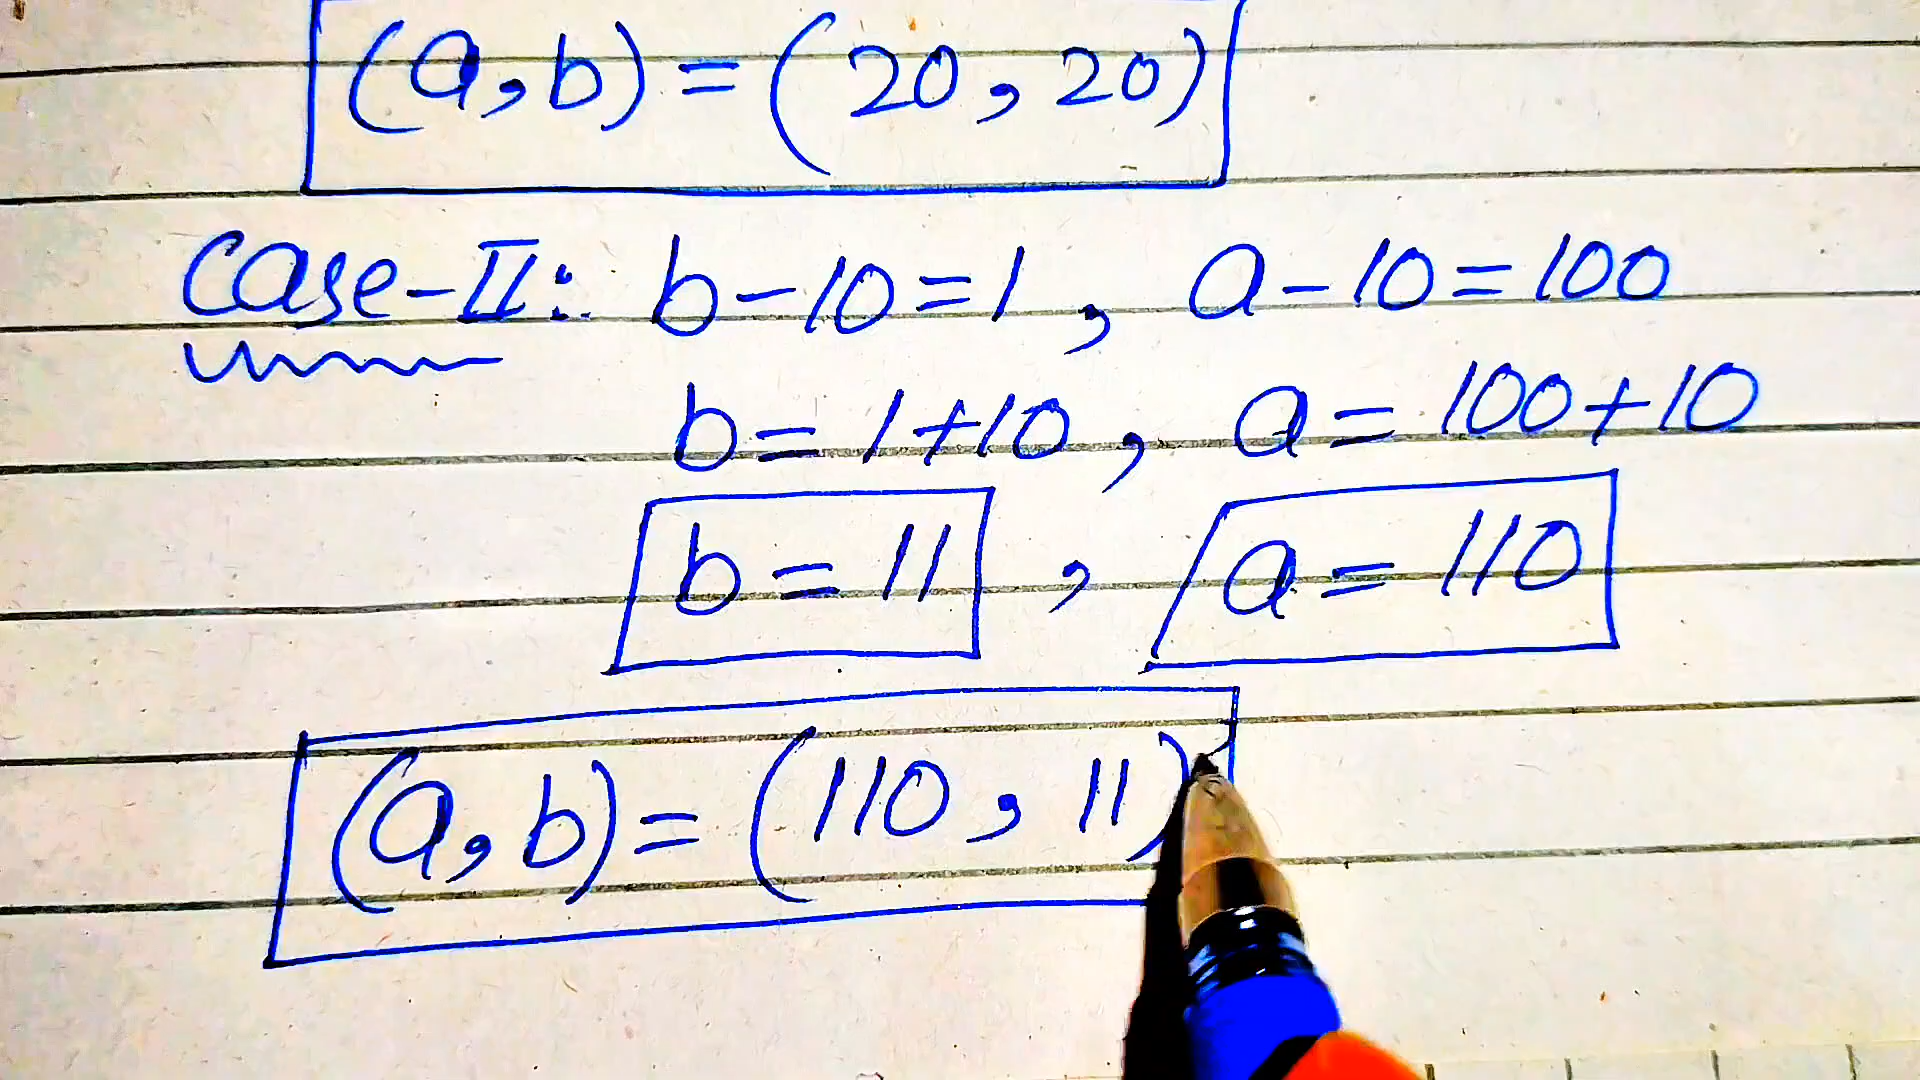 (a,b) = (20,20)
Case-II: b-10=1, a-10=100
b=1+10, a=100+10
b=11, a=110
(a,b) = (110, 11)